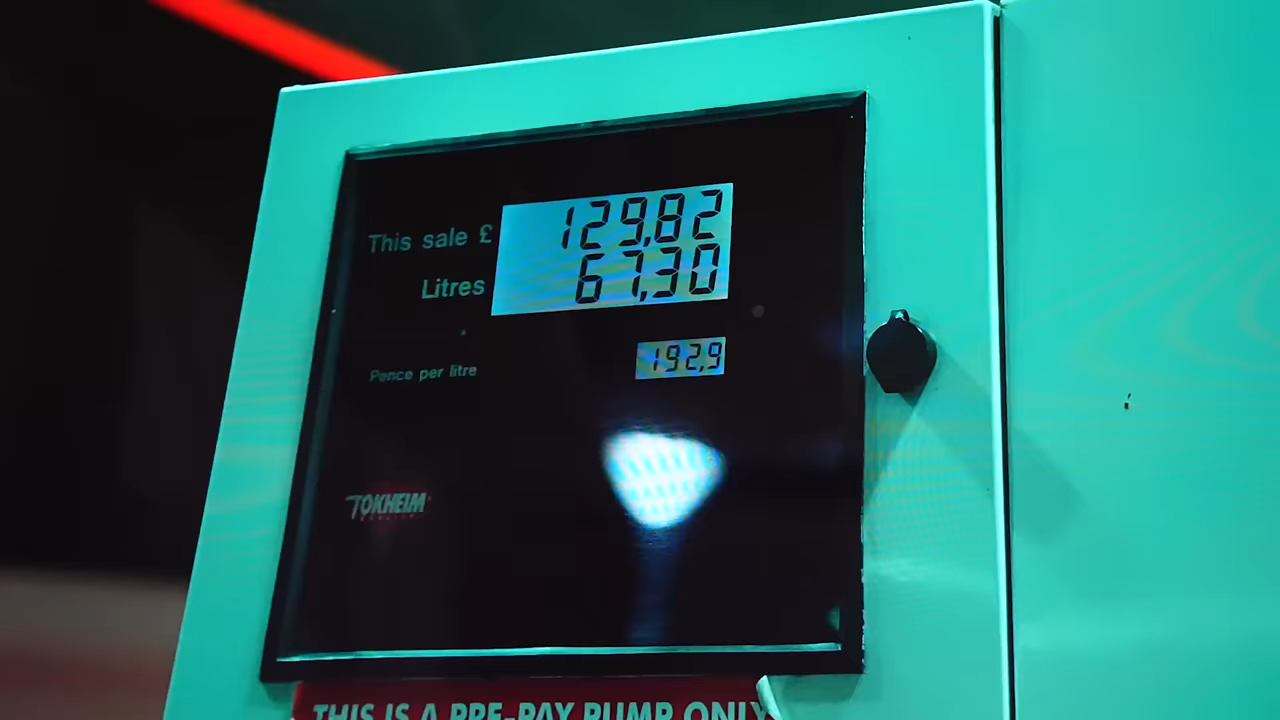 This sale £ 129.82
Litres 67.30
Pence per litre 192.9
TOKHEIM
THIS IS A PRE-PAY PUMP ONLY